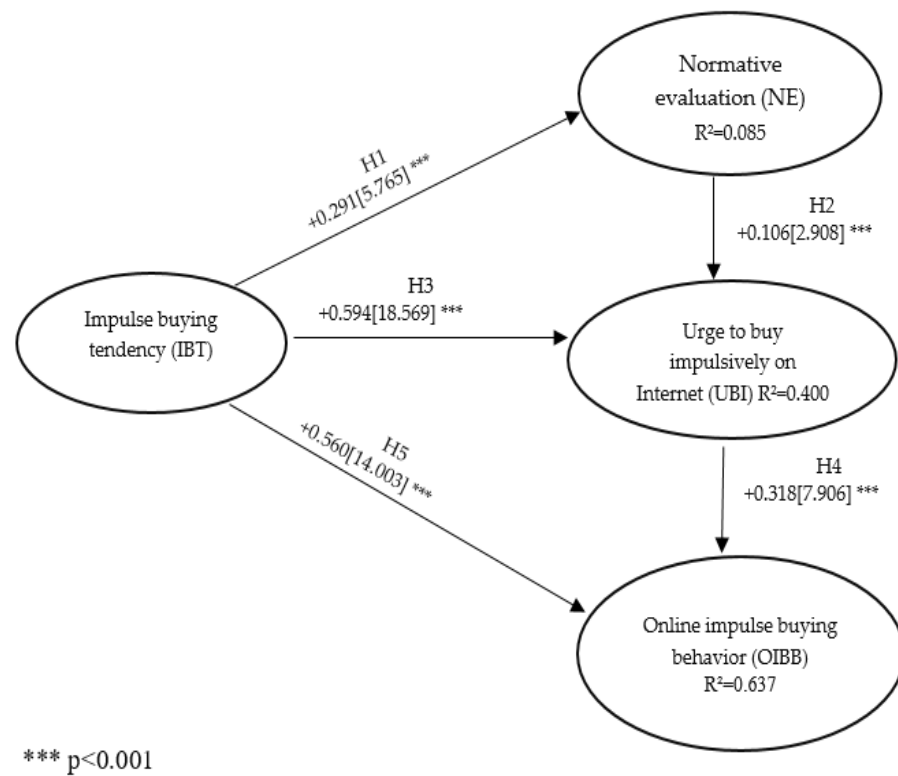 Normative
evaluation (NE)
R²=0.085
H1
+0.291[5.765] ***
H2
+0.106[2.908] ***
H3
+0.594[18.569] ***
Impulse buying
tendency (IBT)
Urge to buy
impulsively on
Internet (UBI) R²=0.400
H5
+0.560[14.003] ***
H4
+0.318[7.906] ***
Online impulse buying
behavior (OIBB)
R²=0.637
*** p<0.001